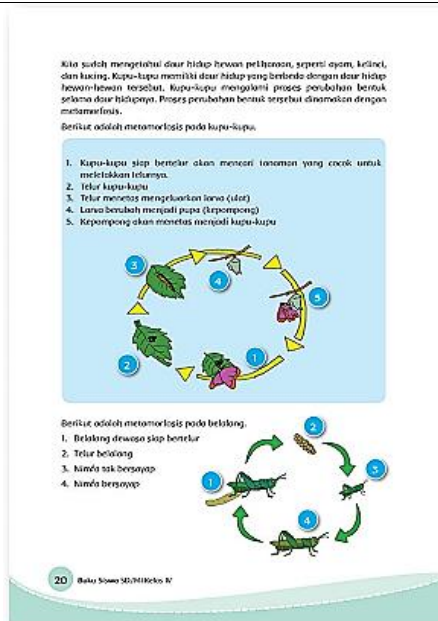 Kita sudah mengetahui daur hidup hewan peliharaan, seperti ayam, kelinci,
dan kucing. Kupu-kupu memiliki daur hidup yang berbeda dengan daur hidup
hewan-hewan tersebut. Kupu-kupu mengalami proses perubahan bentuk
selama daur hidupnya. Proses perubahan bentuk tersebut dinamakan dengan
metamorfosis.
Berikut adalah metamorfosis pada kupu-kupu.
1. Kupu-kupu siap bertelur akan mencari tanaman yang cocok untuk
meletakkan telurnya.
2. Telur kupu-kupu
3. Telur menetas mengeluarkan larva (ulat)
4. Larva berubah menjadi pupa (kepompong)
5. Kepompong akan menetas menjadi kupu-kupu
3
4
5
2
1
Berikut adalah metamorfosis pada belalang.
1. Belalang dewasa siap bertelur
2. Telur belalang
3. Nimfa tak bersayap
4. Nimfa bersayap
2
3
1
4
20 Buku Siswa SD/MI Kelas IV